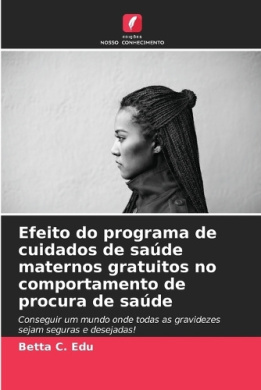 edições
NOSSO CONHECIMENTO
Efeito do programa de
cuidados de saúde
maternos gratuitos no
comportamento de
procura de saúde
Conseguir um mundo onde todas as gravidezes
sejam seguras e desejadas!
Betta C. Edu